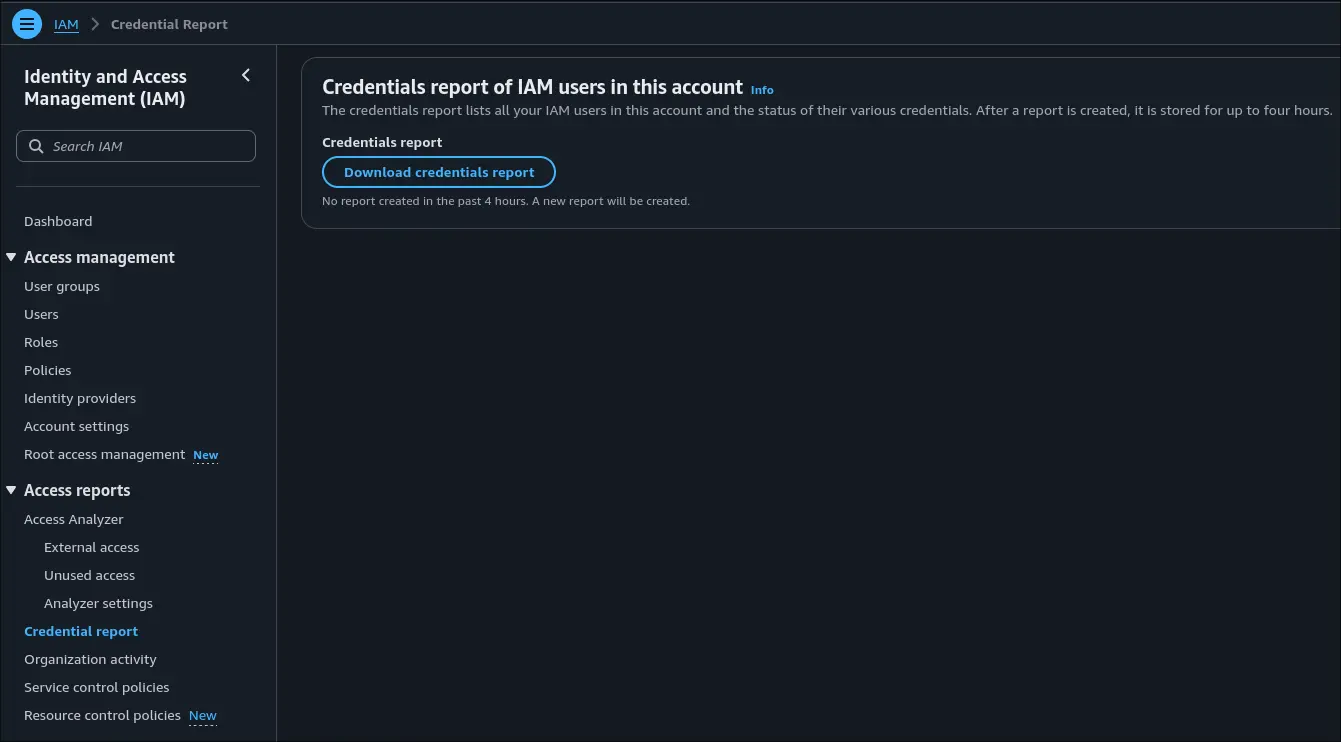 IAM > Credential Report
Identity and Access
Management (IAM)
Search IAM
Dashboard
Access management
User groups
Users
Roles
Policies
Identity providers
Account settings
Root access management New
Access reports
Access Analyzer
External access
Unused access
Analyzer settings
Credential report
Organization activity
Service control policies
Resource control policies New
Credentials report of IAM users in this account Info
The credentials report lists all your IAM users in this account and the status of their various credentials. After a report is created, it is stored for up to four hours.
Credentials report
Download credentials report
No report created in the past 4 hours. A new report will be created.